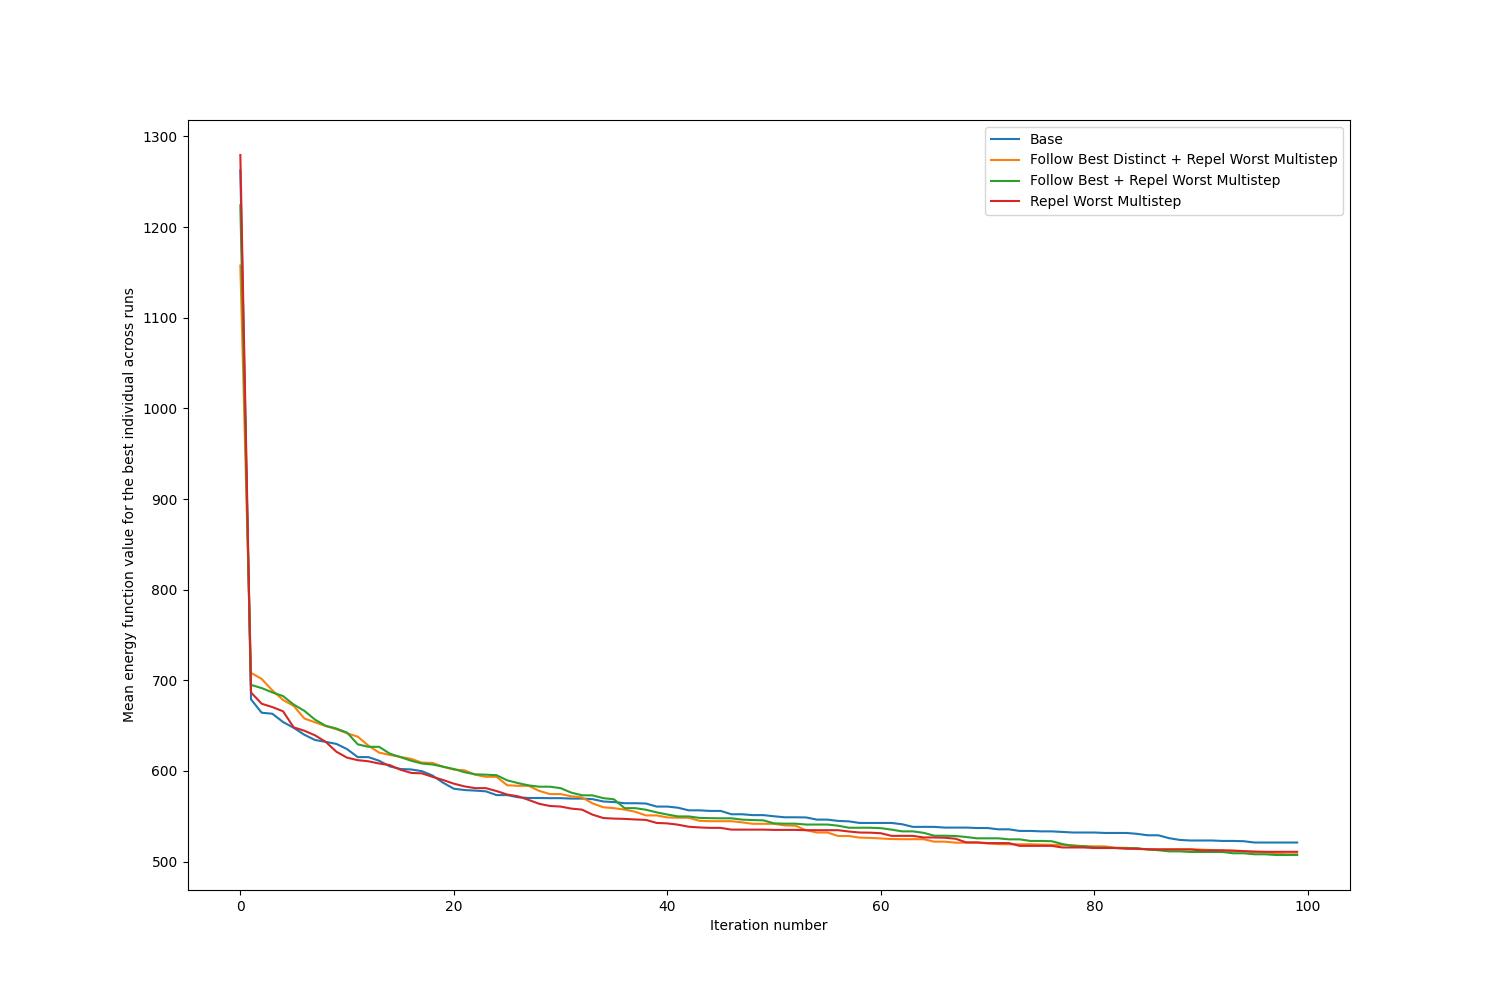 Base
Follow Best Distinct + Repel Worst Multistep
Follow Best + Repel Worst Multistep
Repel Worst Multistep
Mean energy function value for the best individual across runs
1300
1200
1100
1000
900
800
700
600
500
0 20 40 60 80 100
Iteration number